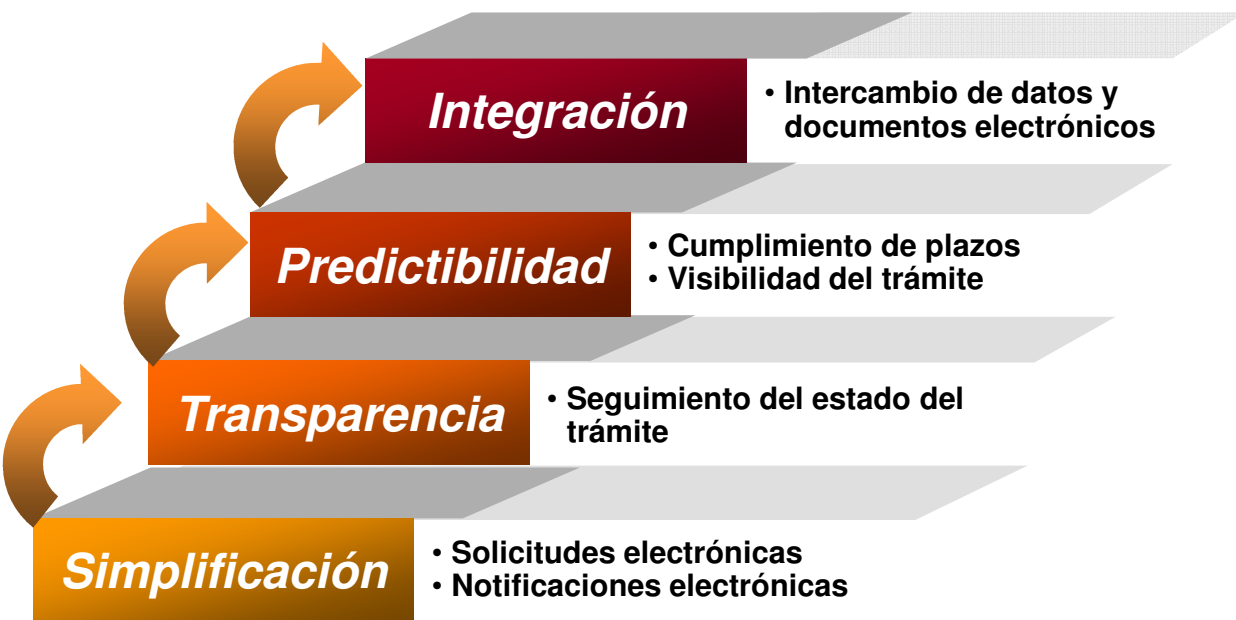 Integración
• Intercambio de datos y
documentos electrónicos
Predictibilidad
• Cumplimiento de plazos
• Visibilidad del trámite
Transparencia
• Seguimiento del estado del
trámite
Simplificación
• Solicitudes electrónicas
• Notificaciones electrónicas